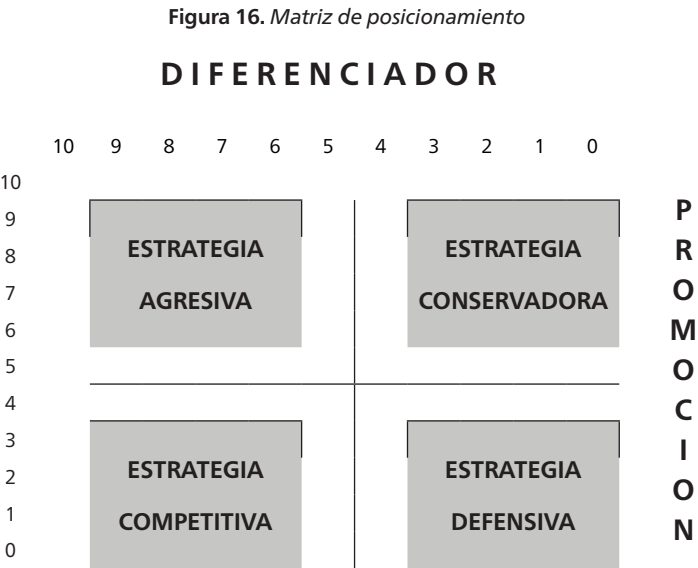 Figura 16. Matriz de posicionamiento
DIFERENCIADOR
10 9 8 7 6 5 4 3 2 1 0
10
9
8
7
6
5
4
3
2
1
0
ESTRATEGIA
AGRESIVA
ESTRATEGIA
CONSERVADORA
ESTRATEGIA
COMPETITIVA
ESTRATEGIA
DEFENSIVA
PROMOCION